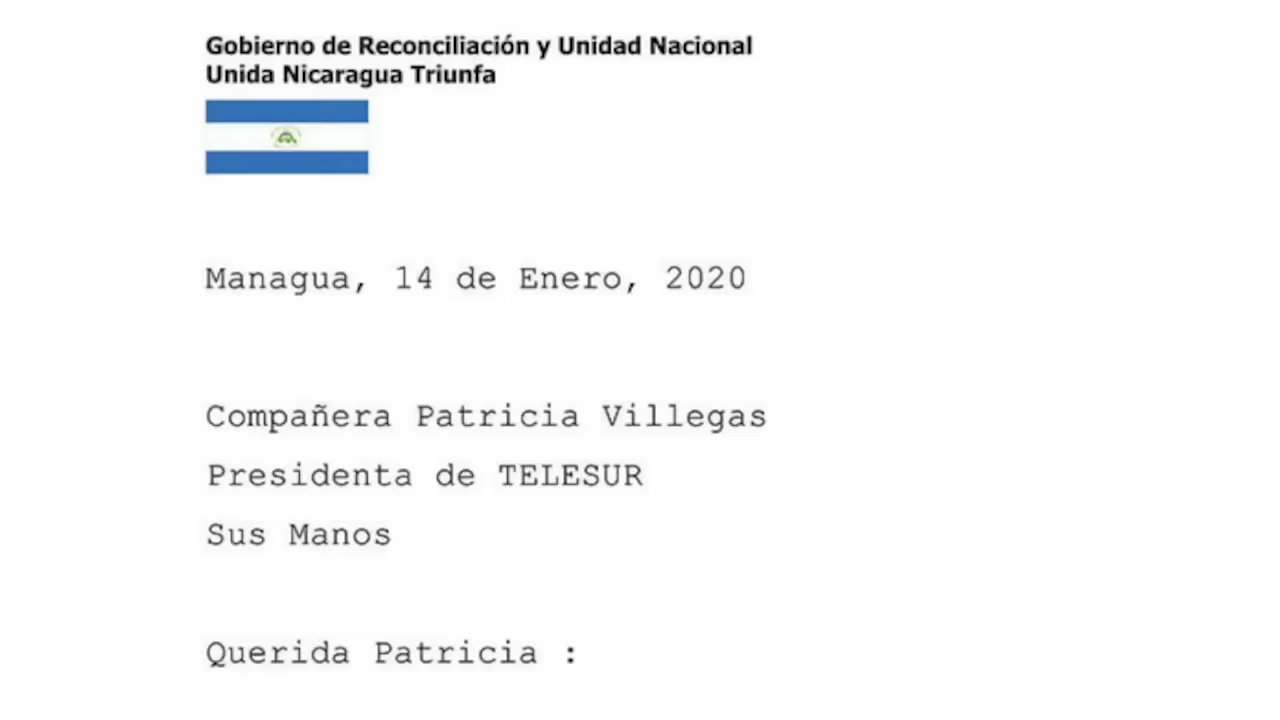 Gobierno de Reconciliación y Unidad Nacional
Unida Nicaragua Triunfa
Managua, 14 de Enero, 2020
Compañera Patricia Villegas
Presidenta de TELESUR
Sus Manos
Querida Patricia :